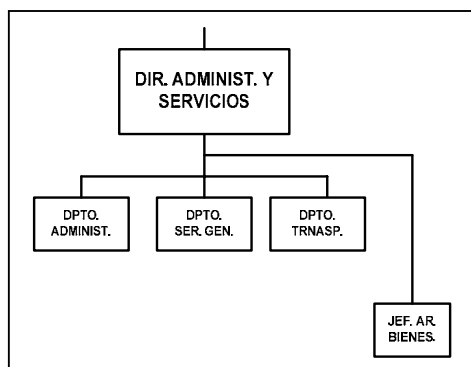 DIR. ADMINIST. Y
SERVICIOS
DPTO.
ADMINIST.
DPTO.
SER. GEN.
DPTO.
TRNASP.
JEF. AR.
BIENES.